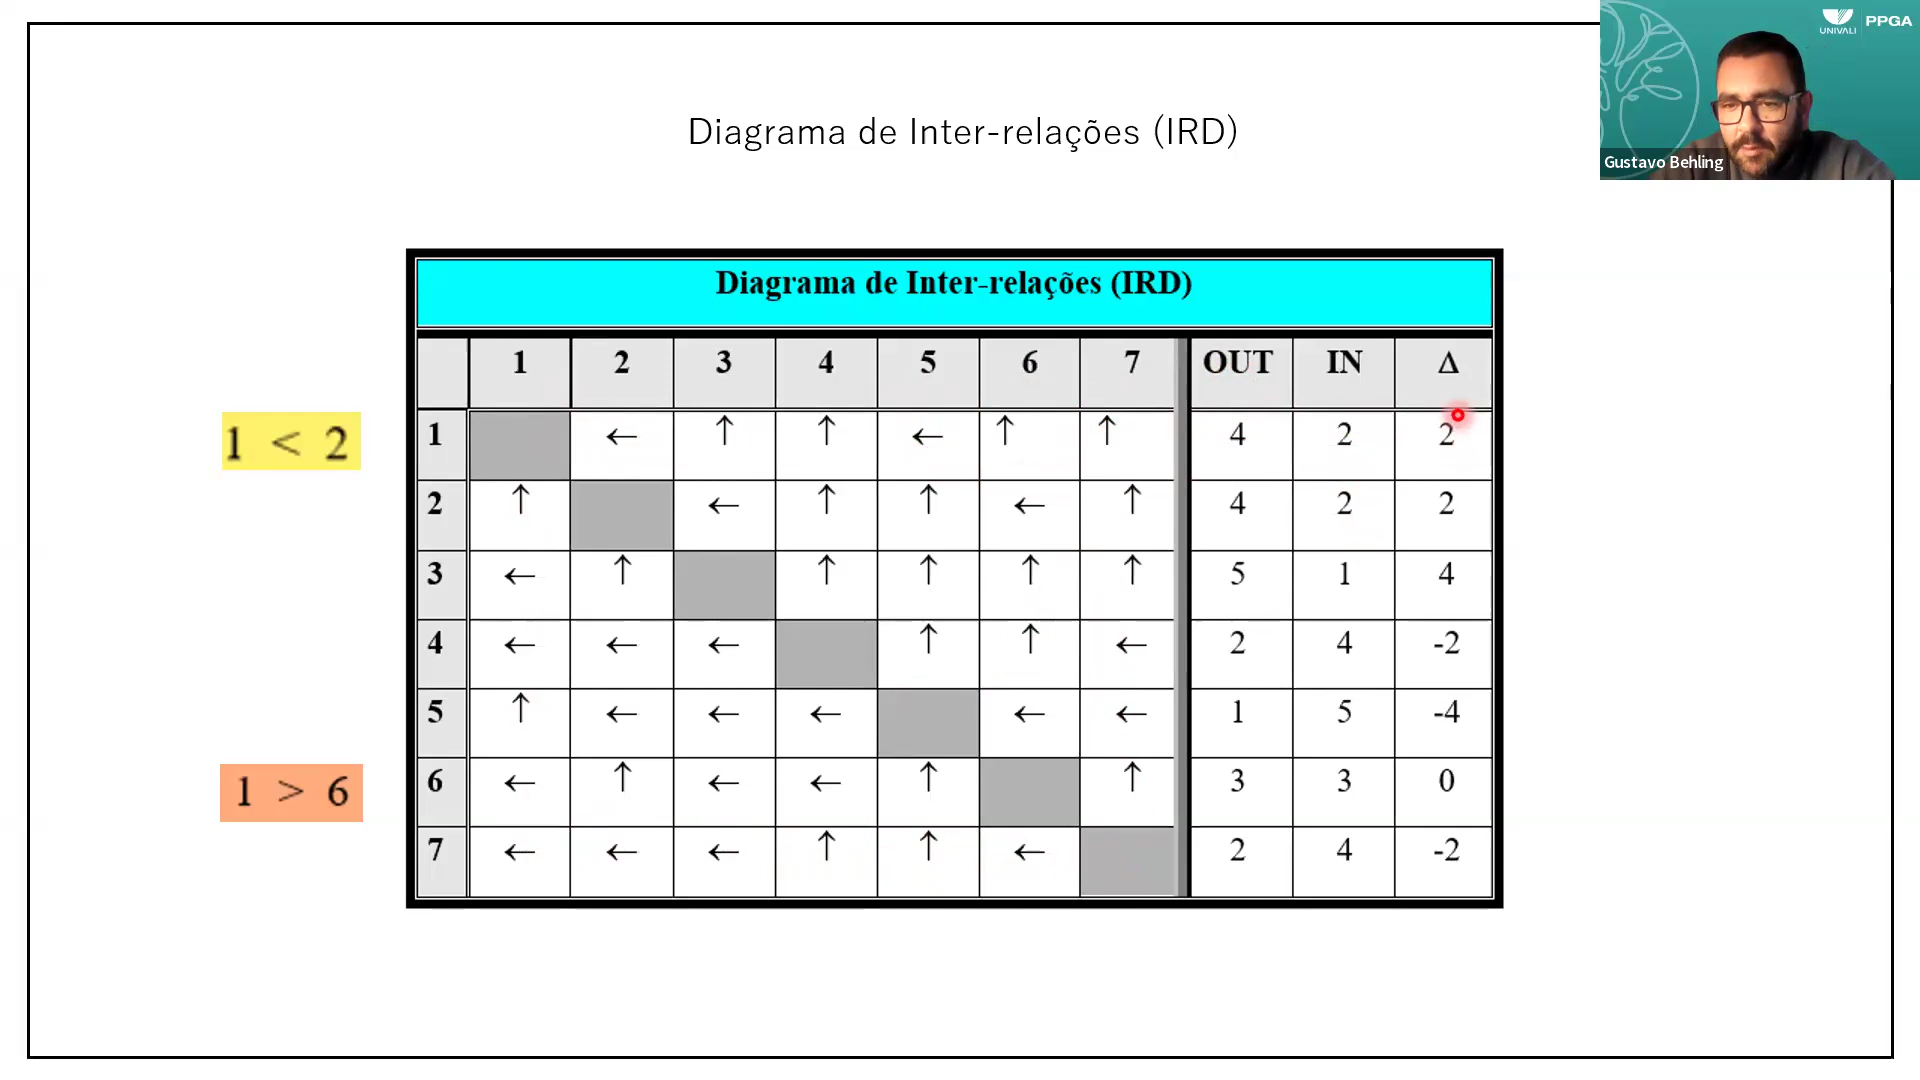 UNIVALI PPGA
Gustavo Behling
Diagrama de Inter-relações (IRD)
Diagrama de Inter-relações (IRD)
1 2 3 4 5 6 7 OUT IN Δ
1 ← ↑ ↑ ← ↑ ↑ 4 2 2
2 ↑ ← ↑ ↑ ← ↑ 4 2 2
3 ← ↑ ↑ ↑ ↑ ↑ 5 1 4
4 ← ← ← ↑ ↑ ← 2 4 -2
5 ↑ ← ← ← ← ← 1 5 -4
6 ← ↑ ← ← ↑ ↑ 3 3 0
7 ← ← ← ↑ ↑ ← 2 4 -2
1 < 2
1 > 6